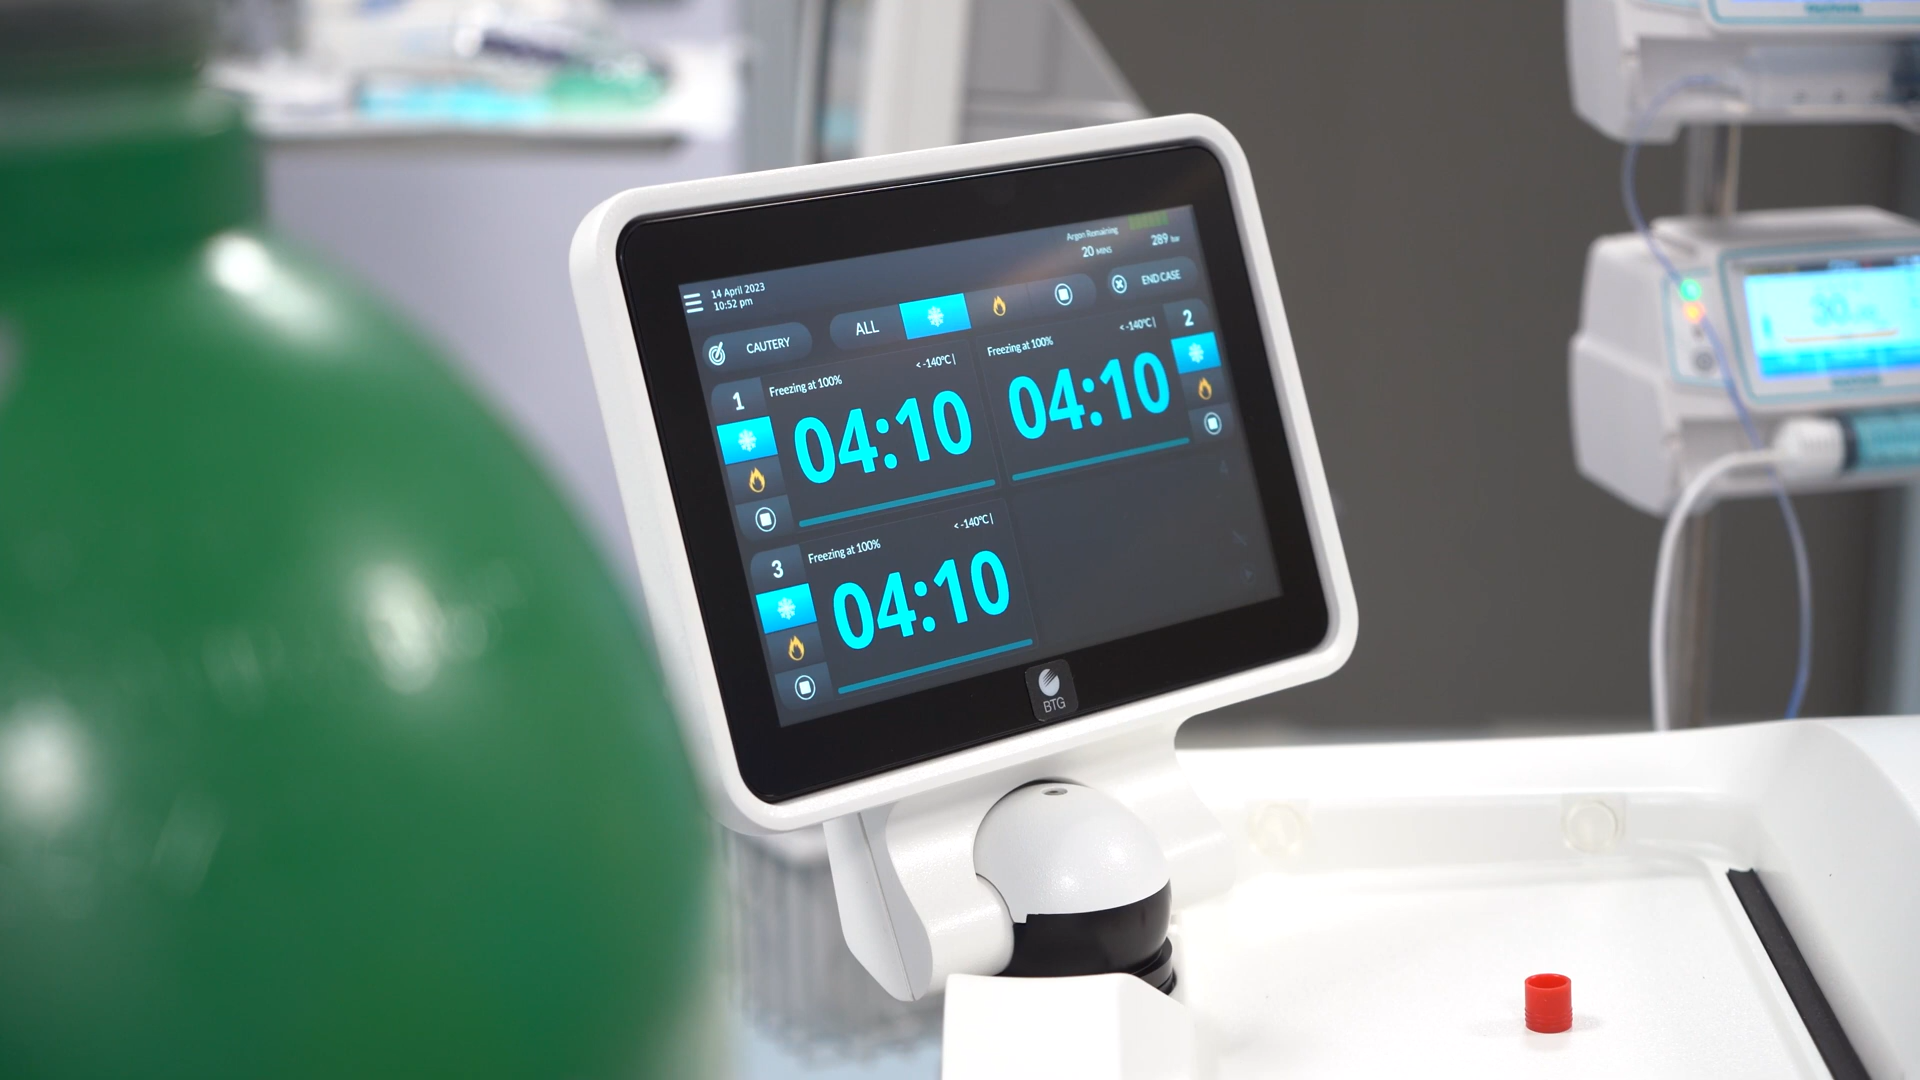 Argon Remaining
20 MINS
289 bar
14 April 2023
10:52 pm
END CASE
CAUTERY
ALL
1
Freezing at 100%
< -140°C |
04:10
Freezing at 100%
< -140°C |
2
04:10
3
Freezing at 100%
< -140°C |
04:10
4
BTG